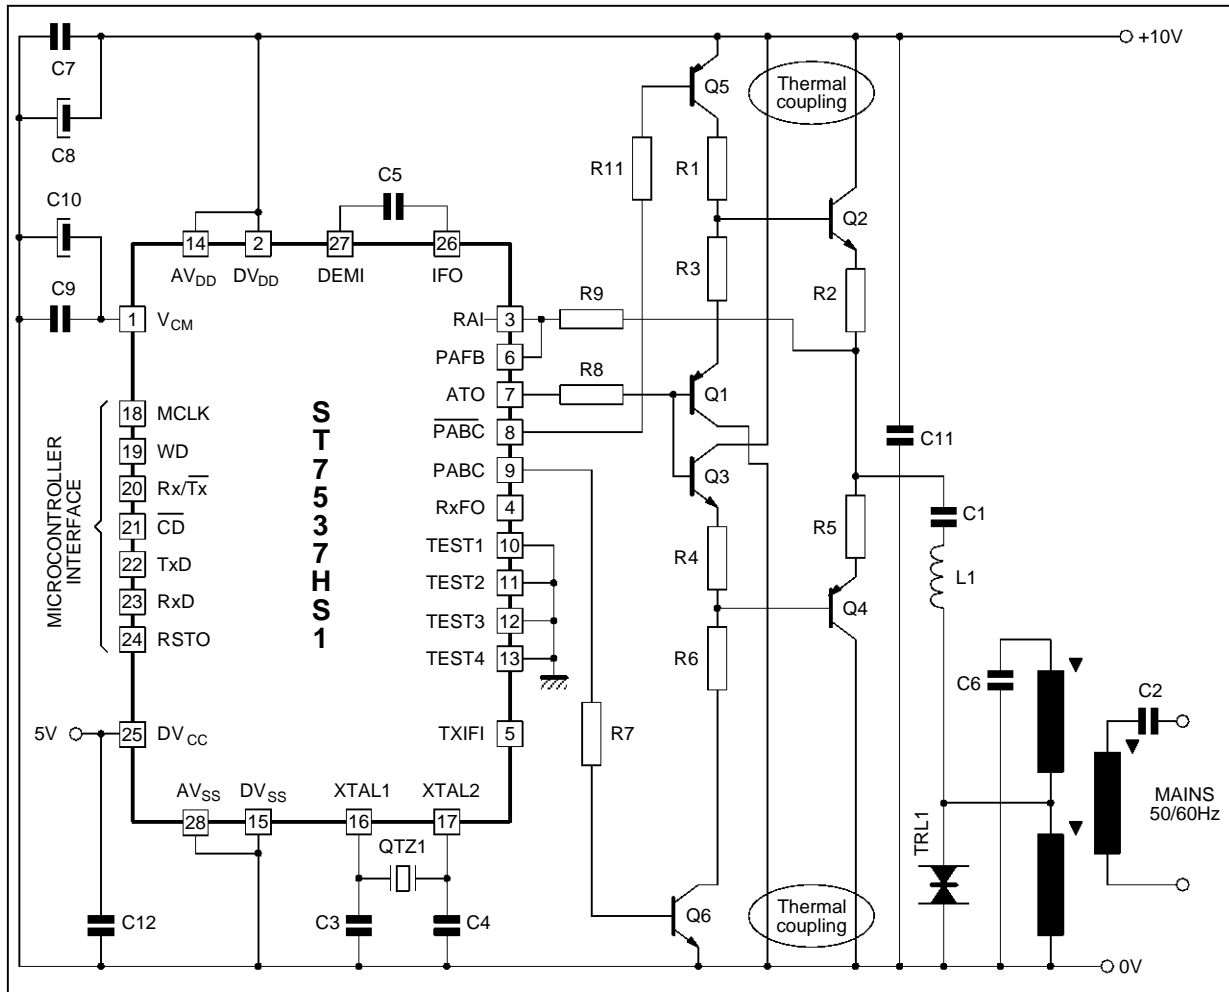 C7
C8
C10
C9
+10V
Thermal coupling
Q5
R1
R11
C5
14
2
27
26
AVDD
DVDD
DEMI
IFO
Q2
R2
R3
R9
1
VCM
RAI
3
PAFB
6
ATO
7
R8
Q1
PABC
8
PABC
9
Q3
RxFO
4
TEST1
10
TEST2
11
TEST3
12
TEST4
13
TXIFI
5
ST7537HS1
MICROCONTROLLER INTERFACE
18
MCLK
19
WD
20
Rx/Tx
21
CD
22
TxD
23
RxD
24
RSTO
5V
25
DVCC
AVSS
DVSS
XTAL1
XTAL2
28
15
16
17
QTZ1
C12
C3
C4
R4
R5
R6
R7
Q4
Q6
C11
C1
L1
C6
C2
TRL1
MAINS
50/60Hz
Thermal coupling
0V